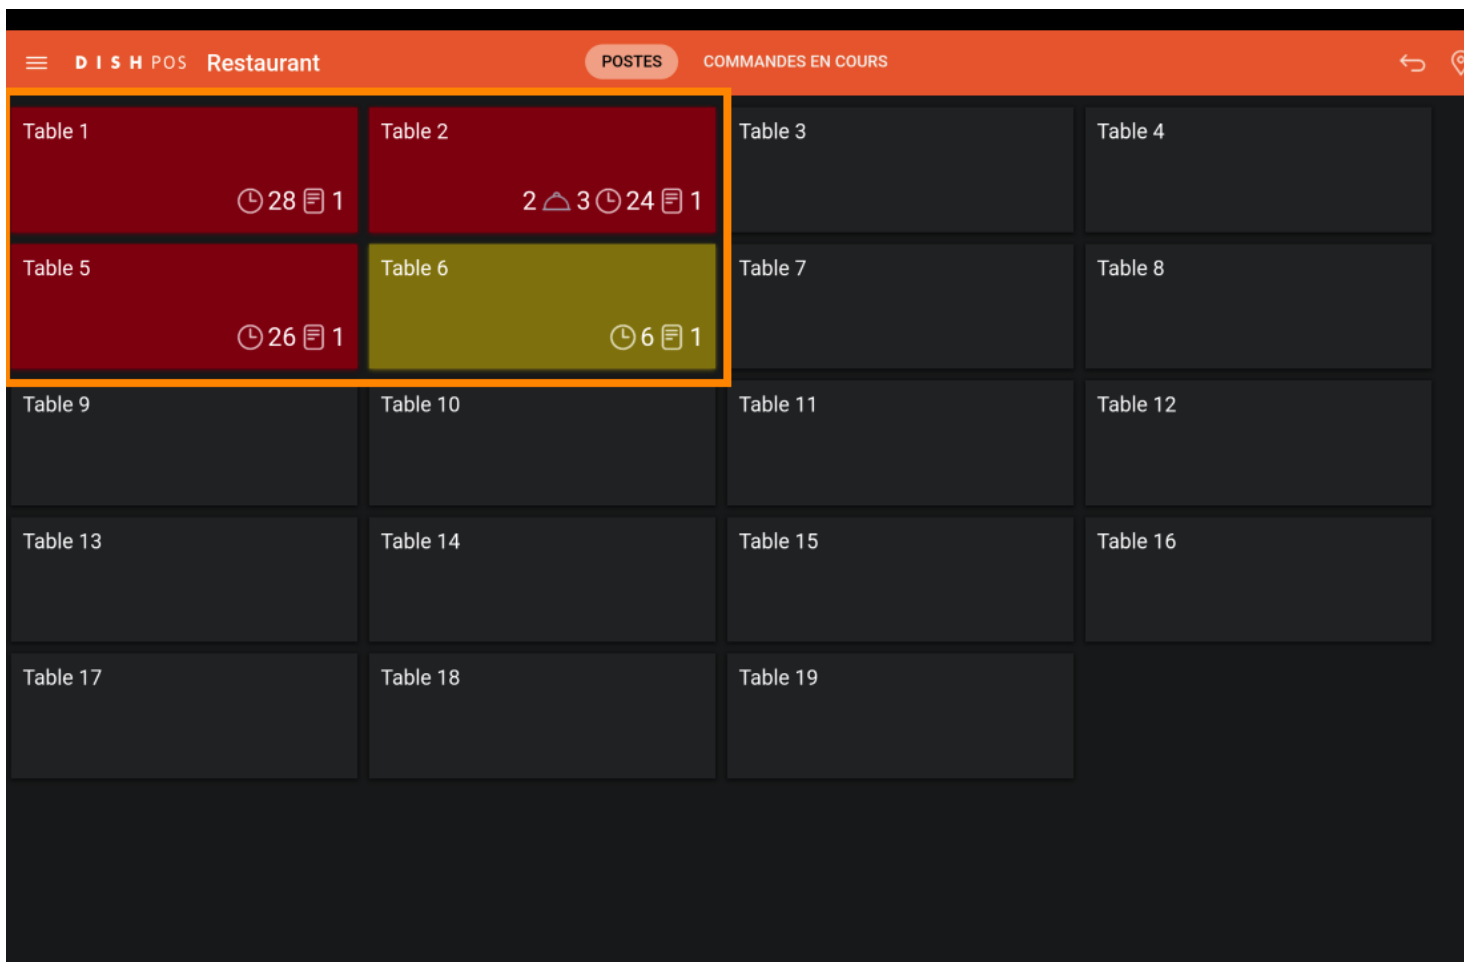 DISH POS Restaurant POSTES COMMANDES EN COURS
Table 1 Table 2 Table 3 Table 4
28 1 2 3 24 1
Table 5 Table 6 Table 7 Table 8
26 1 6 1
Table 9 Table 10 Table 11 Table 12
Table 13 Table 14 Table 15 Table 16
Table 17 Table 18 Table 19